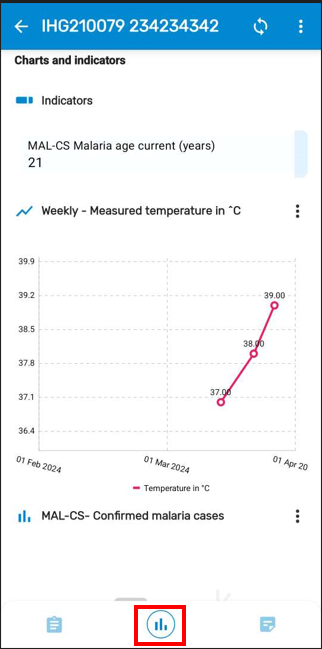 IHG210079 234234342
Charts and indicators
Indicators
MAL-CS Malaria age current (years)
21
Weekly - Measured temperature in ˆC
39.9
39.2
38.5
37.8
37.1
36.4
39.00
38.00
37.00
01 Feb 2024
01 Mar 2024
01 Apr 20
Temperature in °C
MAL-CS- Confirmed malaria cases